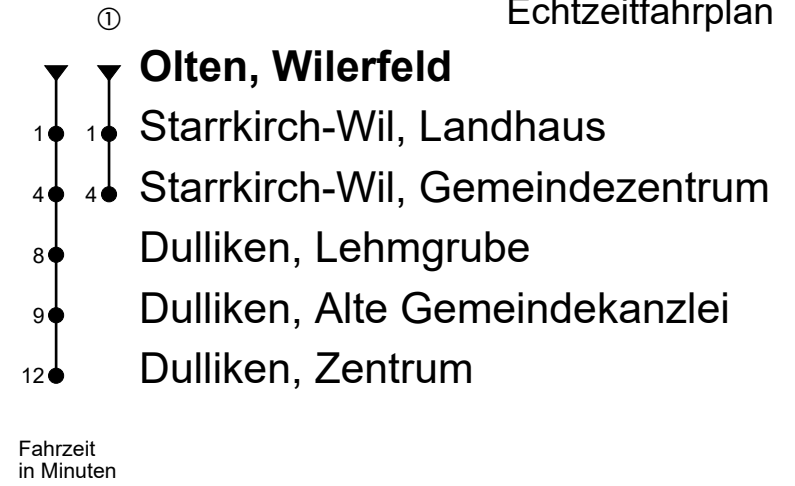 Echtzeitfahrplan
①
Olten, Wilerfeld
1 1 Starrkirch-Wil, Landhaus
4 4 Starrkirch-Wil, Gemeindezentrum
8 Dulliken, Lehmgrube
9 Dulliken, Alte Gemeindekanzlei
12 Dulliken, Zentrum
Fahrzeit
in Minuten